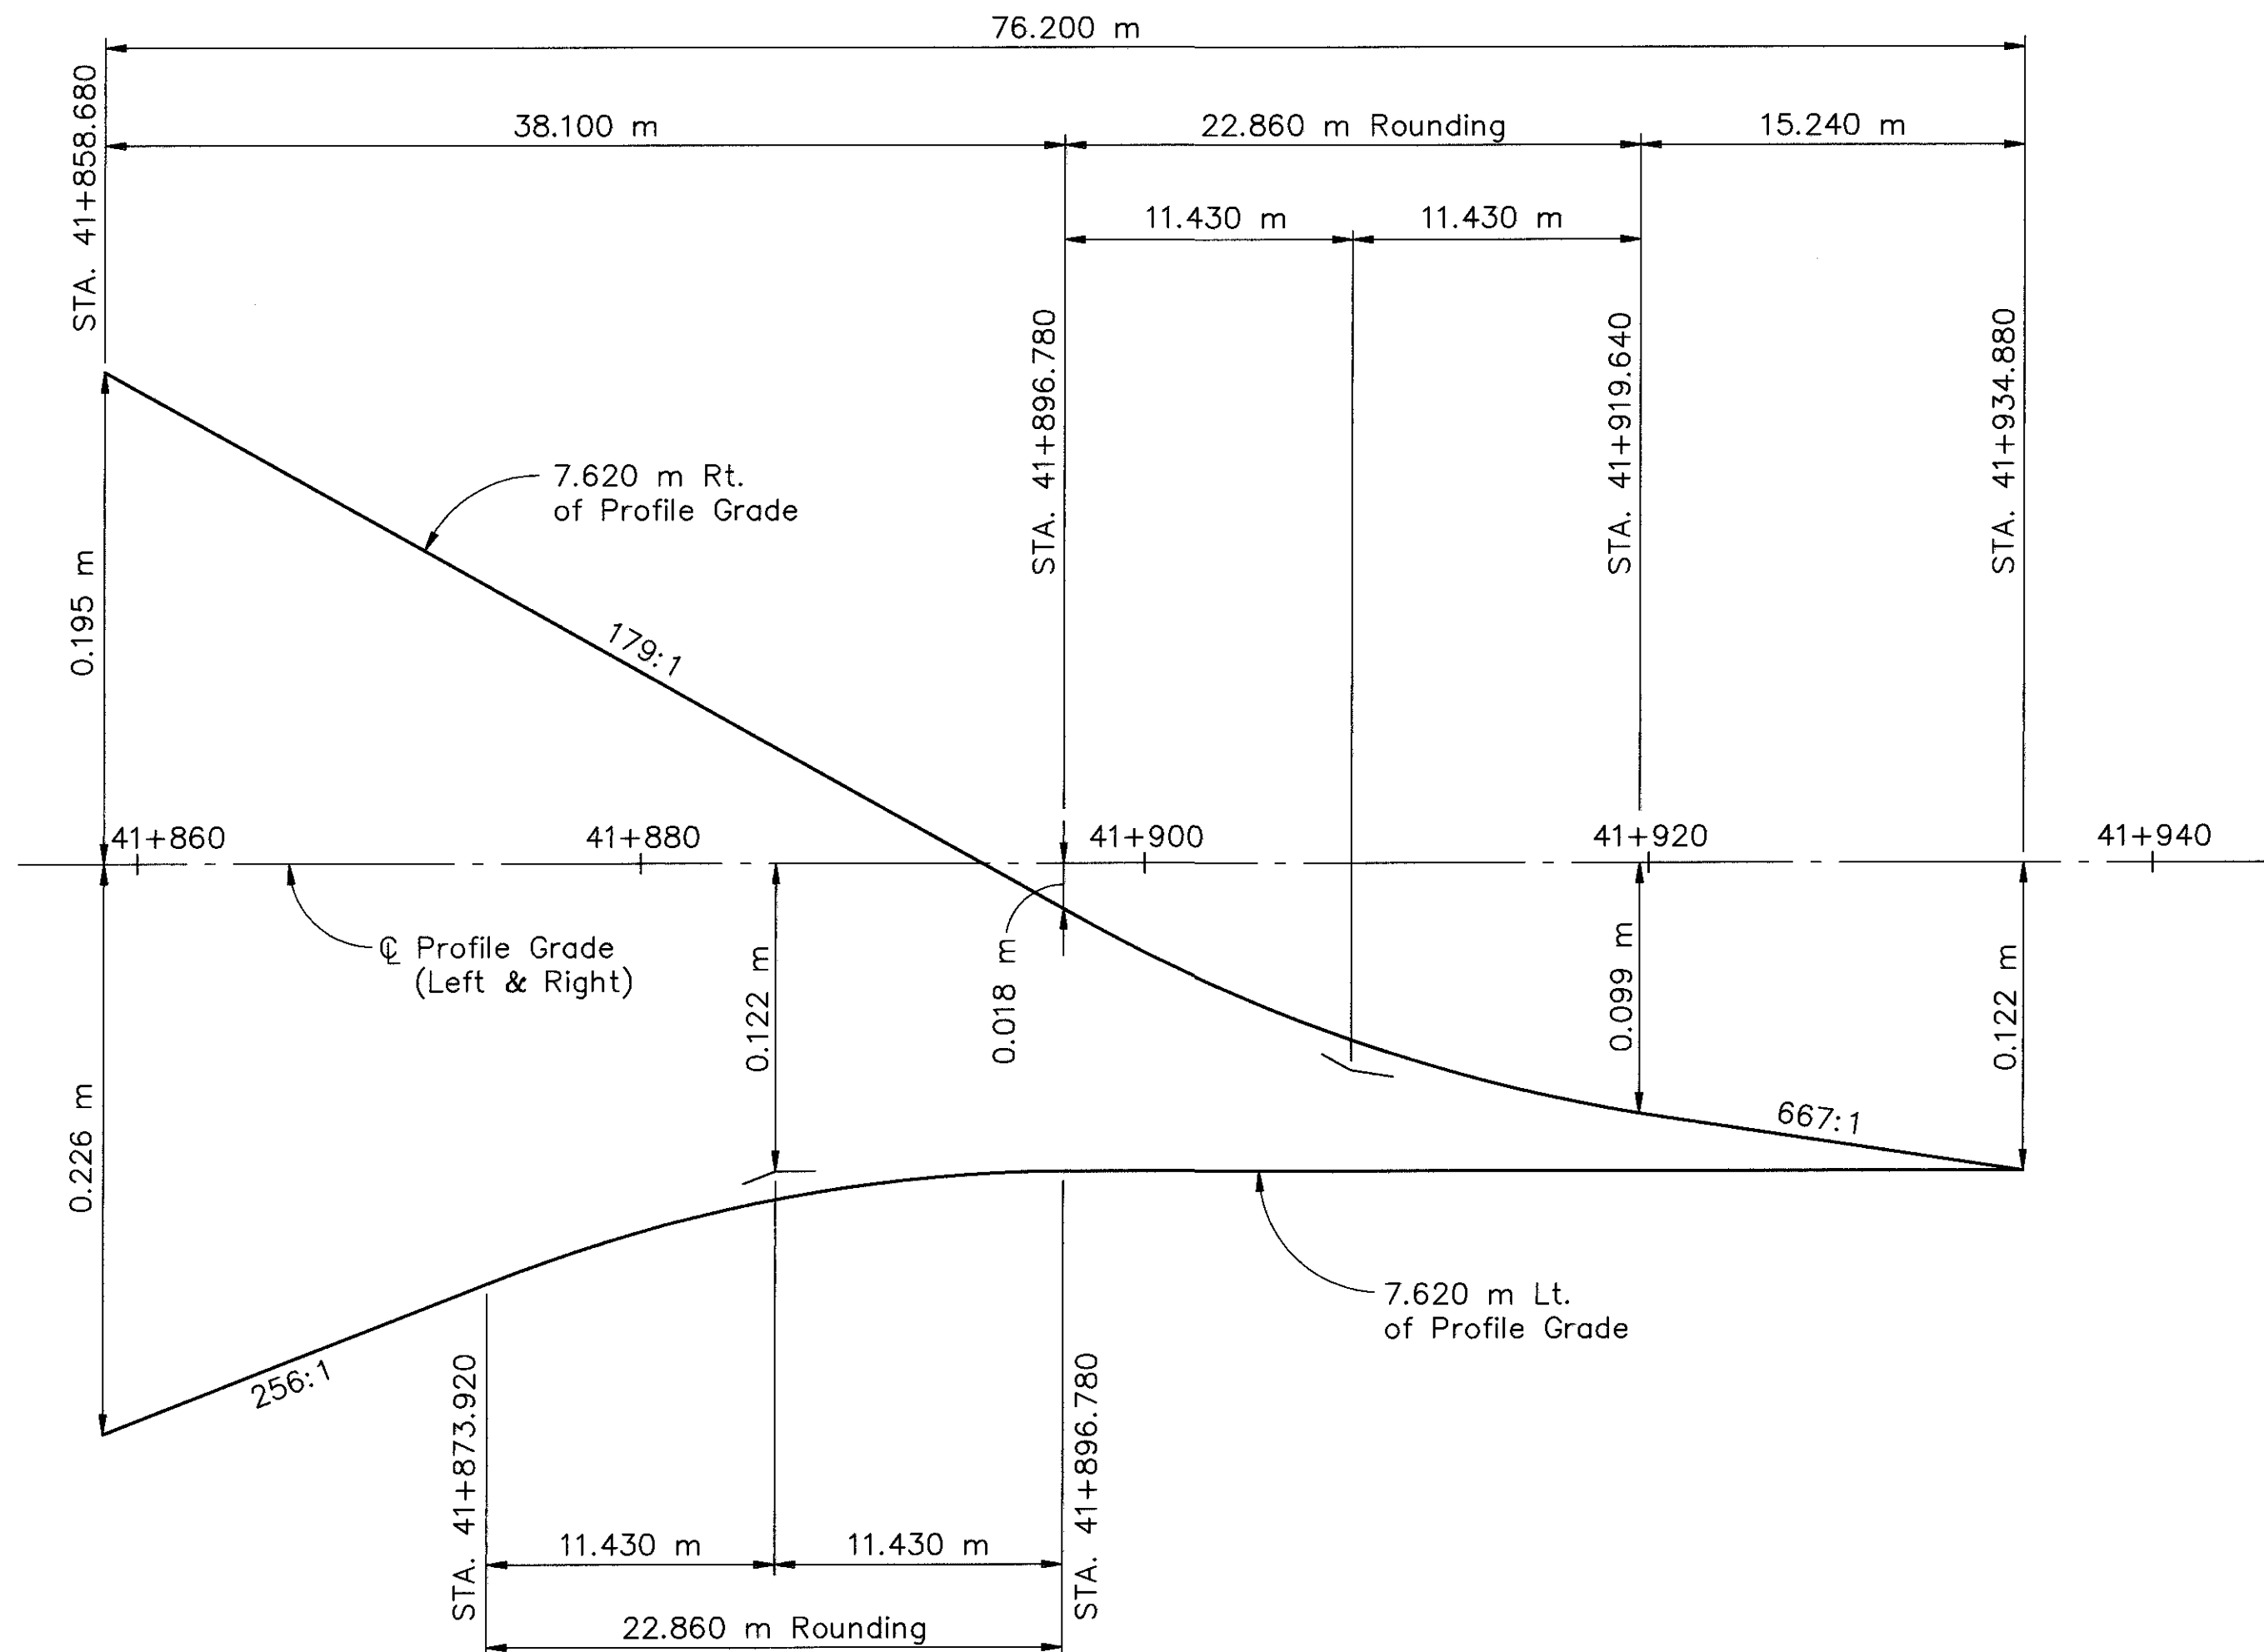 76.200 m
38.100 m
22.860 m Rounding
15.240 m
11.430 m
11.430 m
STA. 41+858.680
STA. 41+896.780
STA. 41+919.640
STA. 41+934.880
7.620 m Rt.
of Profile Grade
0.195 m
179:1
41+860
41+880
41+900
41+920
41+940
℄ Profile Grade
(Left & Right)
0.122 m
0.018 m
0.099 m
0.122 m
0.226 m
667:1
256:1
7.620 m Lt.
of Profile Grade
STA. 41+873.920
STA. 41+896.780
11.430 m
11.430 m
22.860 m Rounding